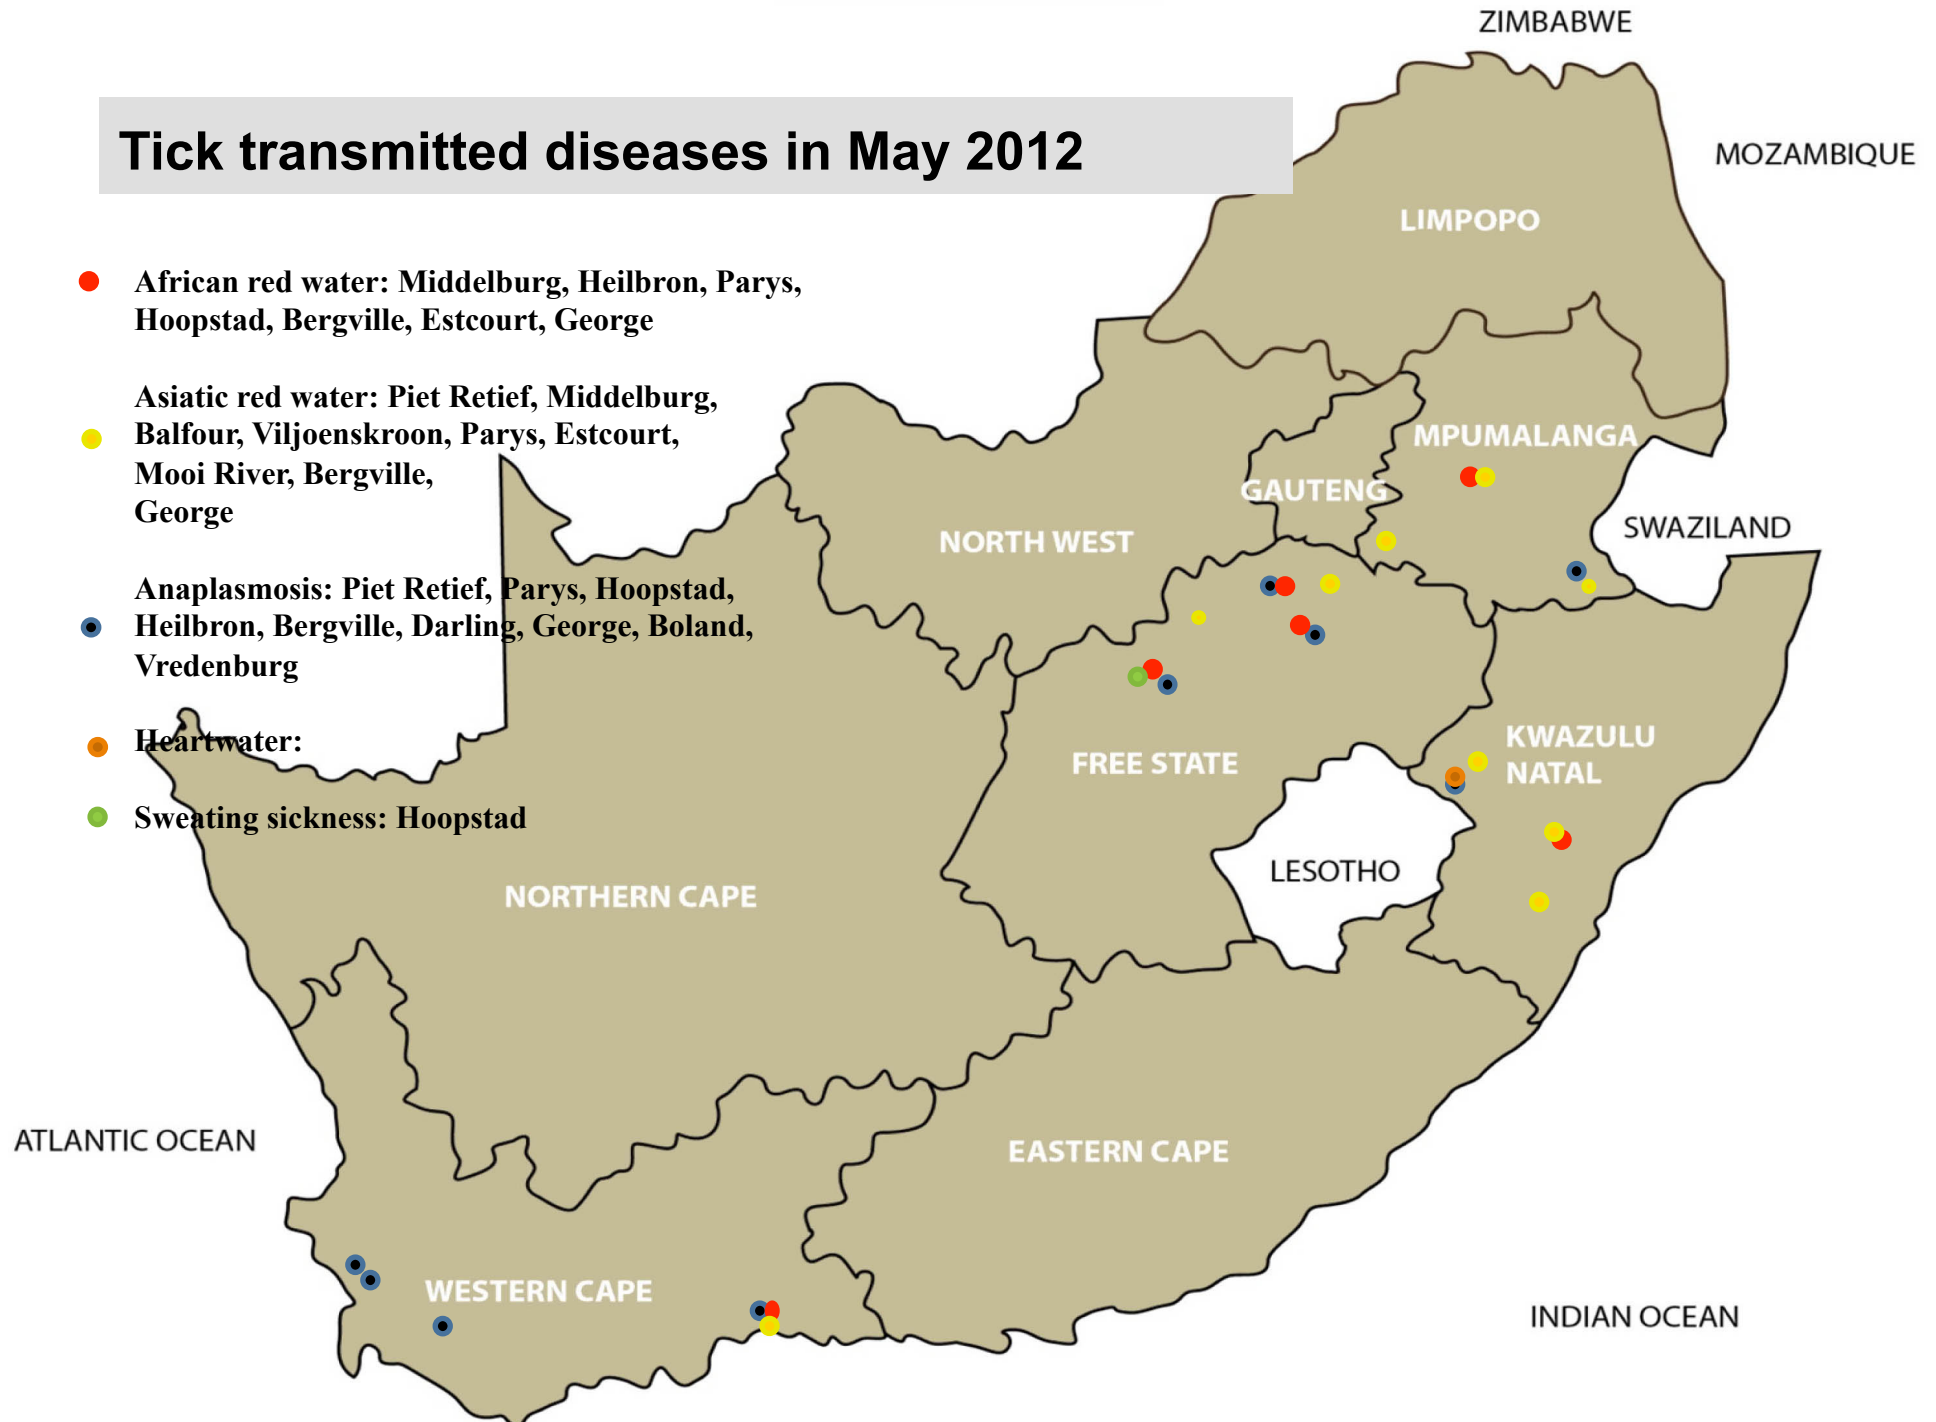 ZIMBABWE
Tick transmitted diseases in May 2012
MOZAMBIQUE
LIMPOPO
African red water: Middelburg, Heilbron, Parys,
Hoopstad, Bergville, Estcourt, George
Asiatic red water: Piet Retief, Middelburg,
Balfour, Viljoenskroon, Parys, Estcourt,
Mooi River, Bergville,
George
MPUMALANGA
GAUTENG
NORTH WEST
SWAZILAND
Anaplasmosis: Piet Retief, Parys, Hoopstad,
Heilbron, Bergville, Darling, George, Boland,
Vredenburg
Heartwater:
Sweating sickness: Hoopstad
FREE STATE
KWAZULU
NATAL
LESOTHO
NORTHERN CAPE
ATLANTIC OCEAN
EASTERN CAPE
WESTERN CAPE
INDIAN OCEAN